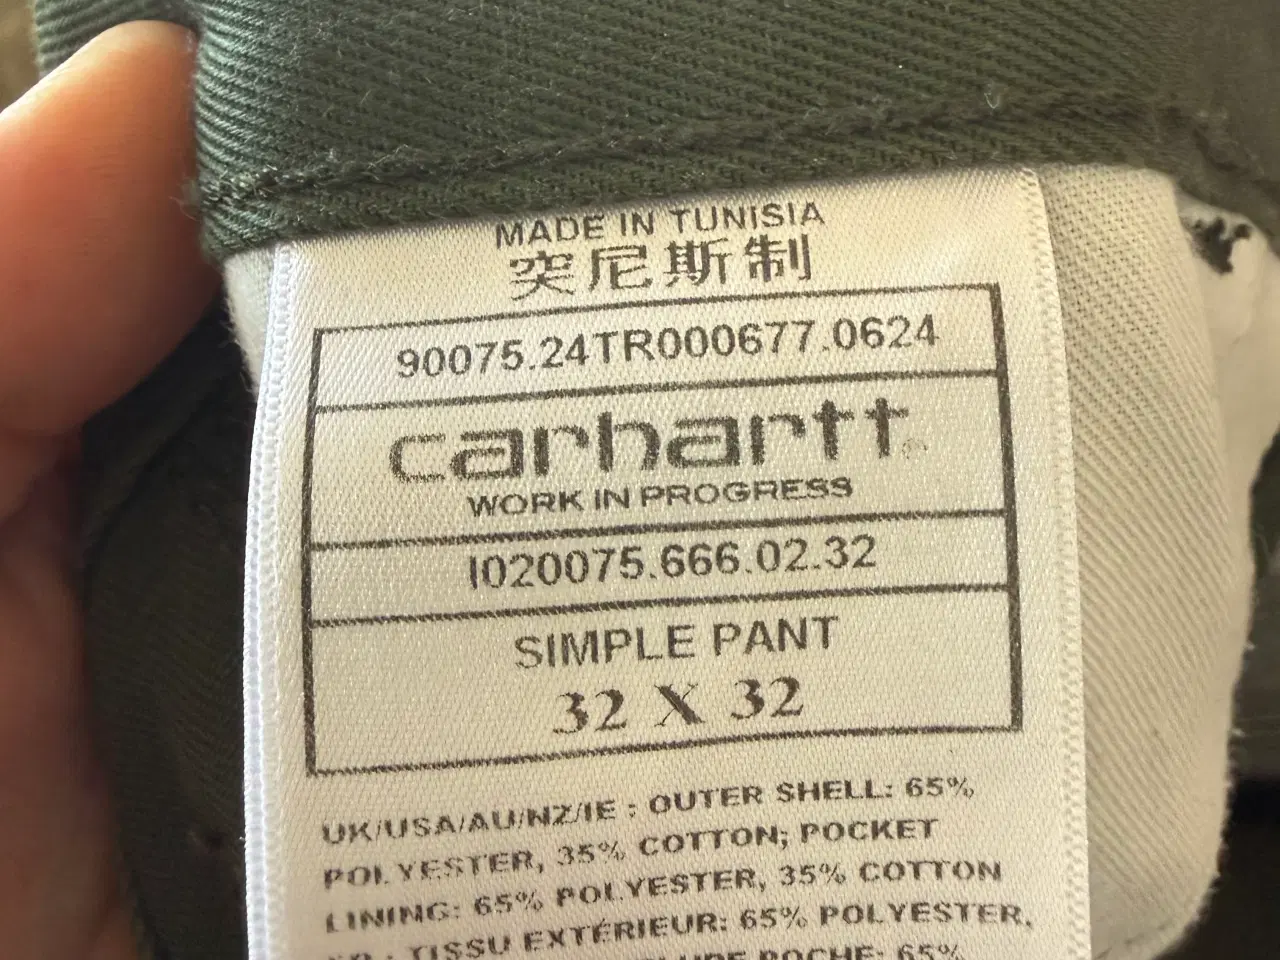 MADE IN TUNISIA
突尼斯制
90075.24TR000677.0624
carhartt
WORK IN PROGRESS
I020075.666.02.32
SIMPLE PANT
32 X 32
UK/USA/AU/NZ/IE : OUTER SHELL: 65%
POLYESTER, 35% COTTON; POCKET
LINING: 65% POLYESTER, 35% COTTON
TISSU EXTÉRIEUR: 65% POLYESTER,
POCHE: 65%